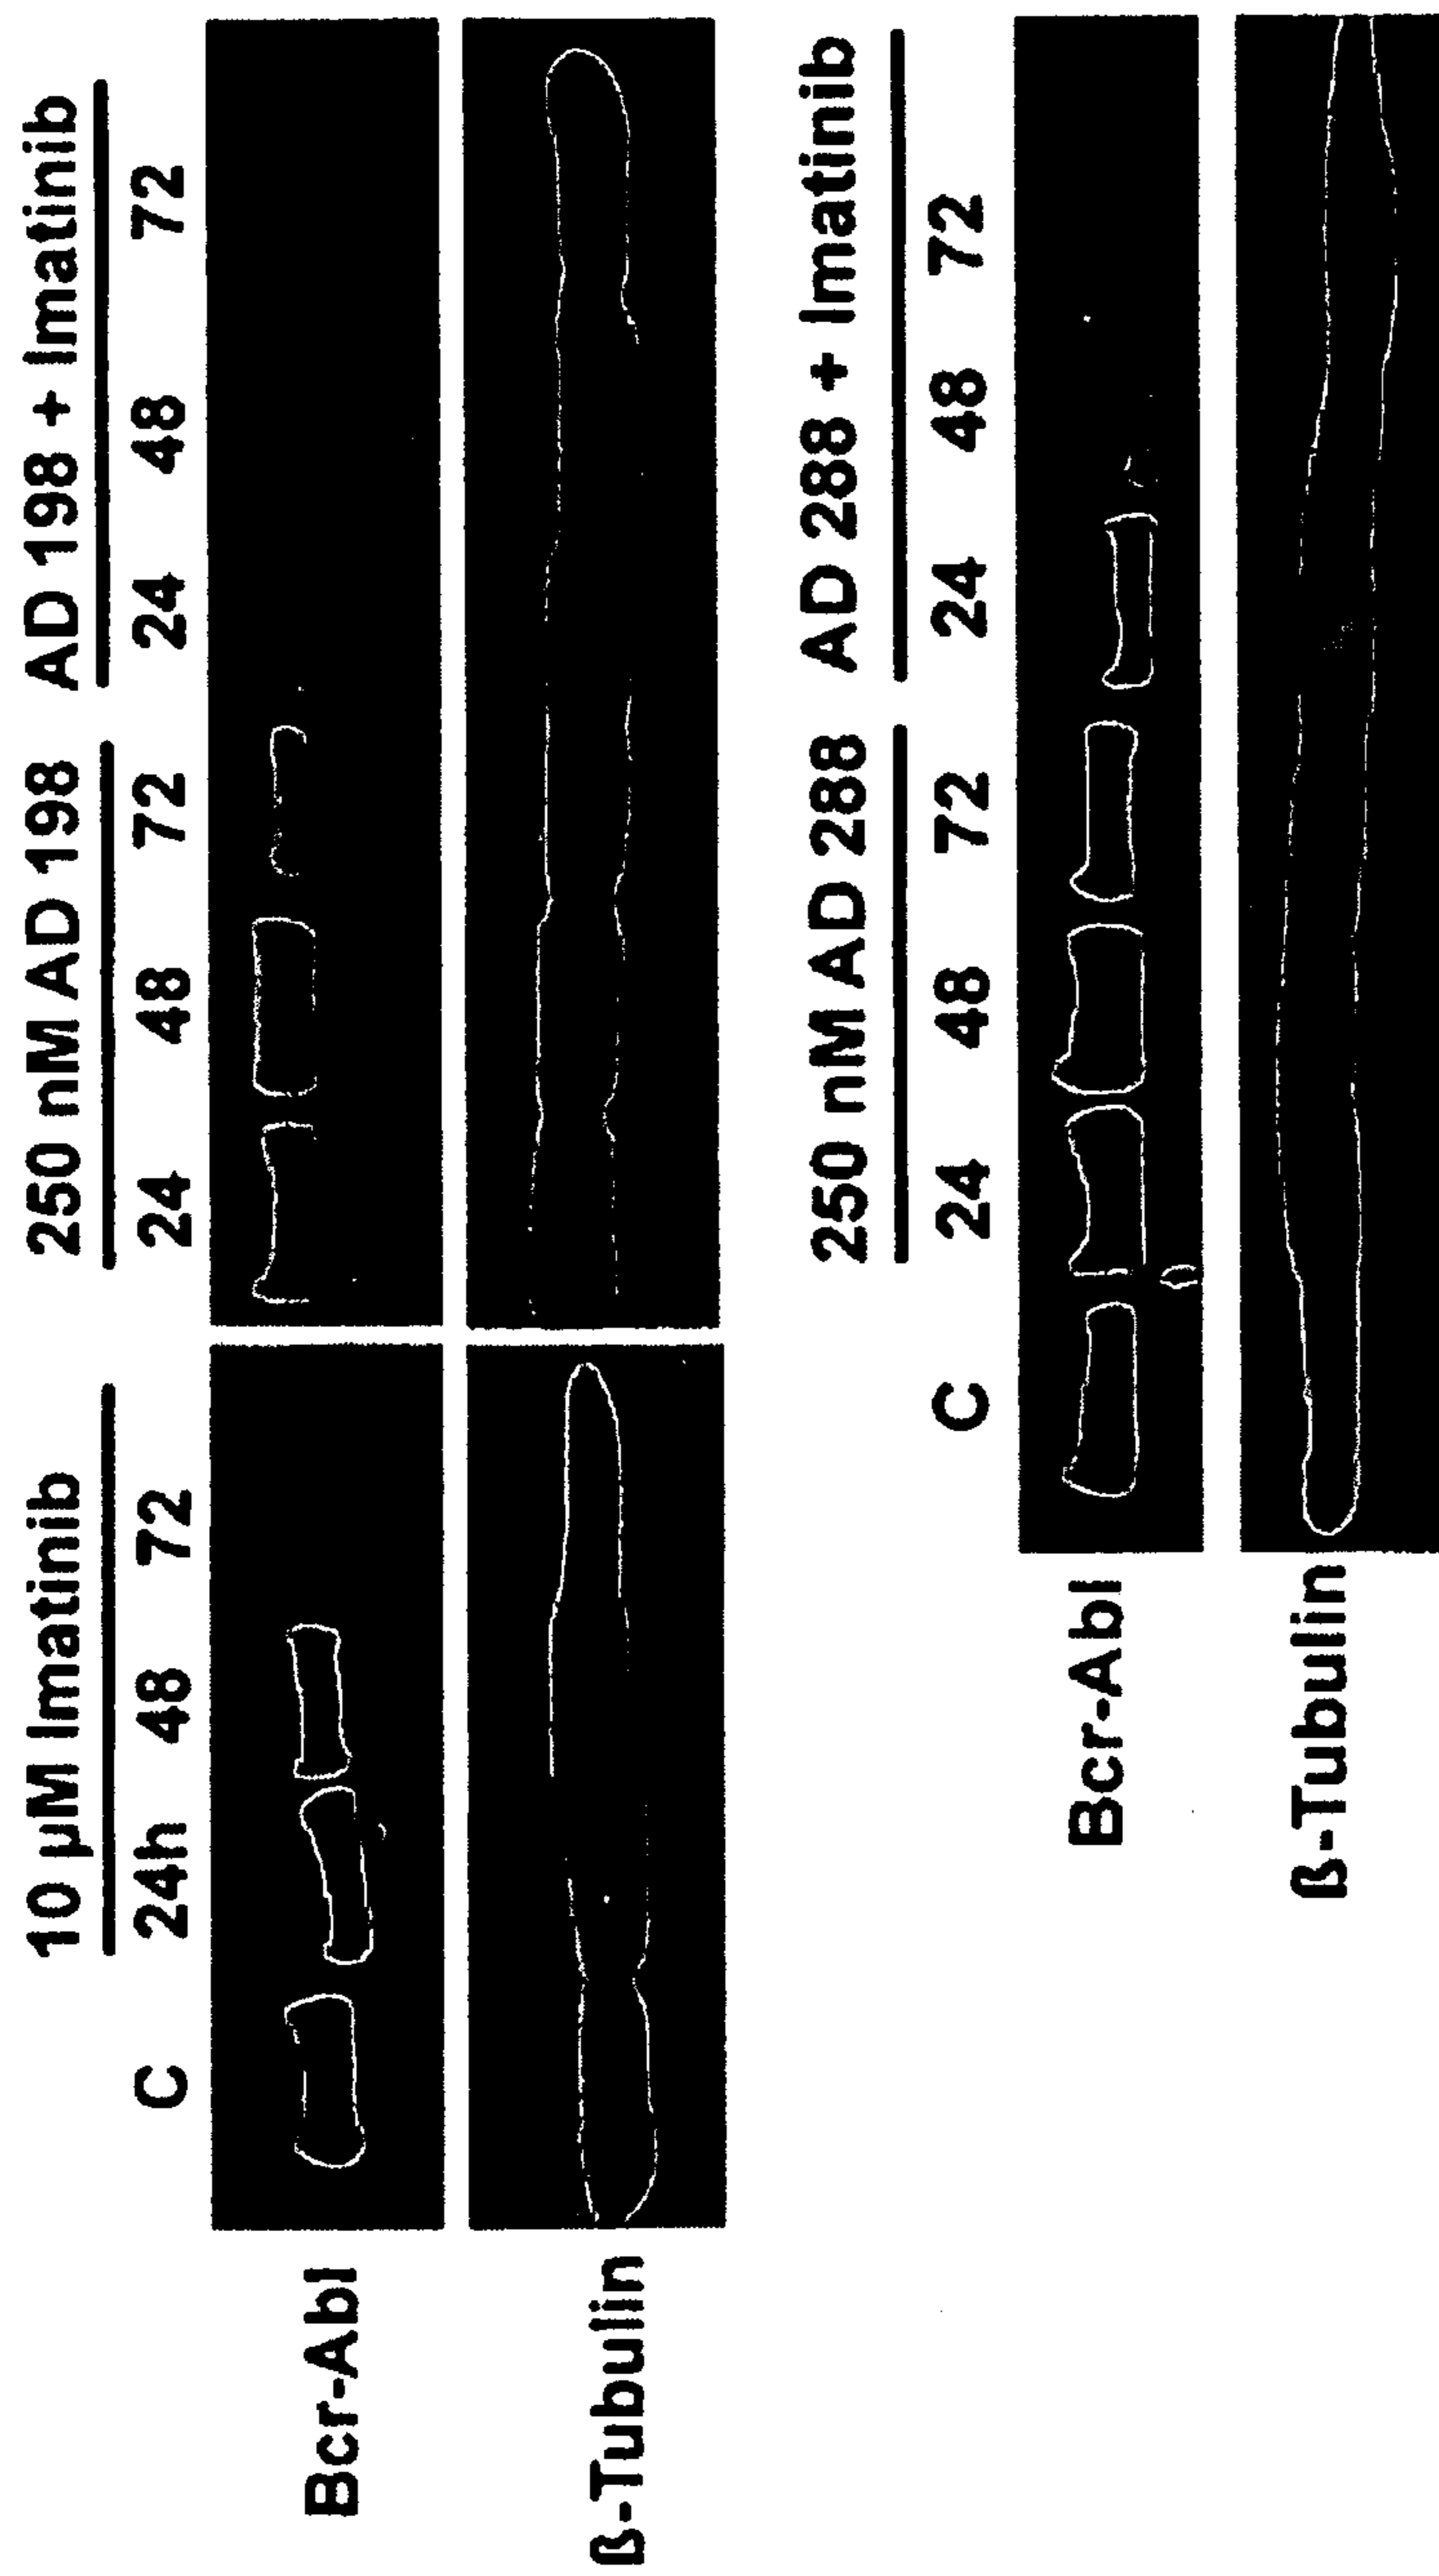 10 µM Imatinib 250 nM AD 198 AD 198 + Imatinib
C 24h 48 72 24 48 72 24 48 72
Bcr-Abl
ß-Tubulin
250 nM AD 288 AD 288 + Imatinib
C 24 48 72 24 48 72
Bcr-Abl
ß-Tubulin